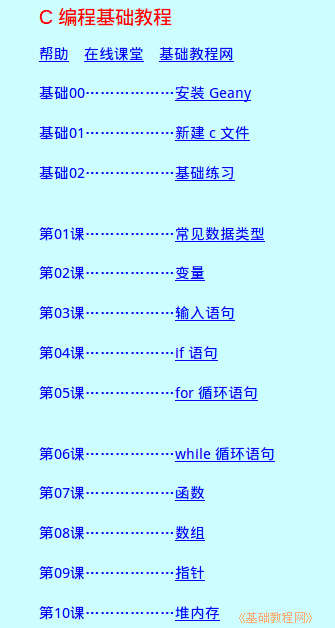 C 编程基础教程
帮助 在线课堂 基础教程网
基础00………………安装 Geany
基础01………………新建 c 文件
基础02………………基础练习
第01课………………常见数据类型
第02课………………变量
第03课………………输入语句
第04课………………if 语句
第05课………………for 循环语句
第06课………………while 循环语句
第07课………………函数
第08课………………数组
第09课………………指针
第10课………………堆内存
《基础教程网》